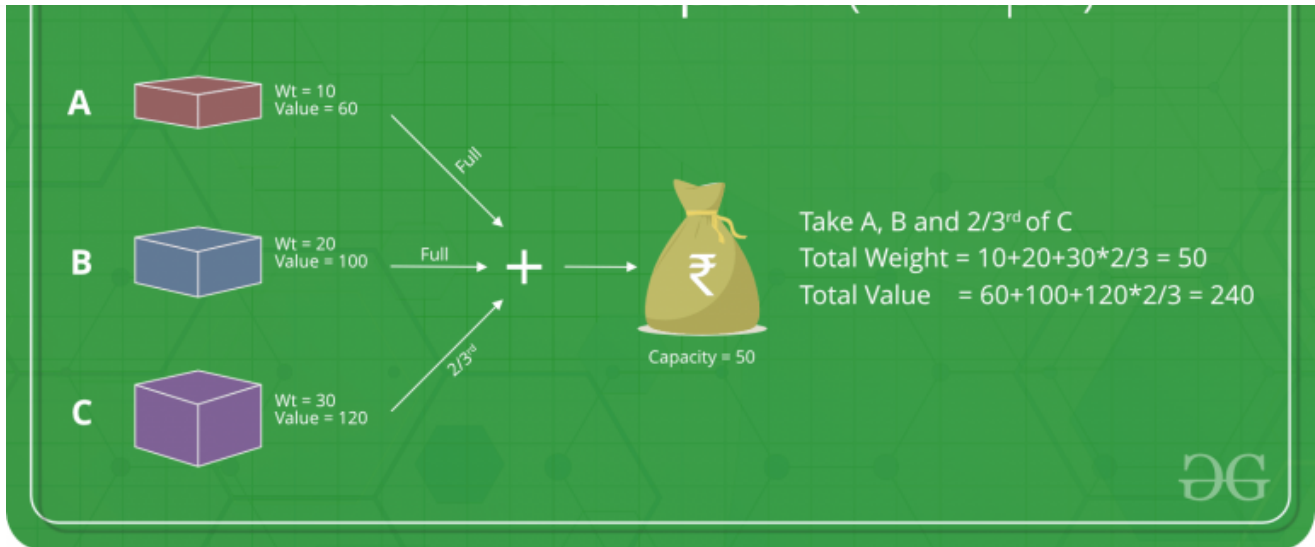 A
Wt = 10
Value = 60
Full
B
Wt = 20
Value = 100
Full
+
₹
Capacity = 50
C
Wt = 30
Value = 120
2/3rd
Take A, B and 2/3rd of C
Total Weight = 10+20+30*2/3 = 50
Total Value = 60+100+120*2/3 = 240